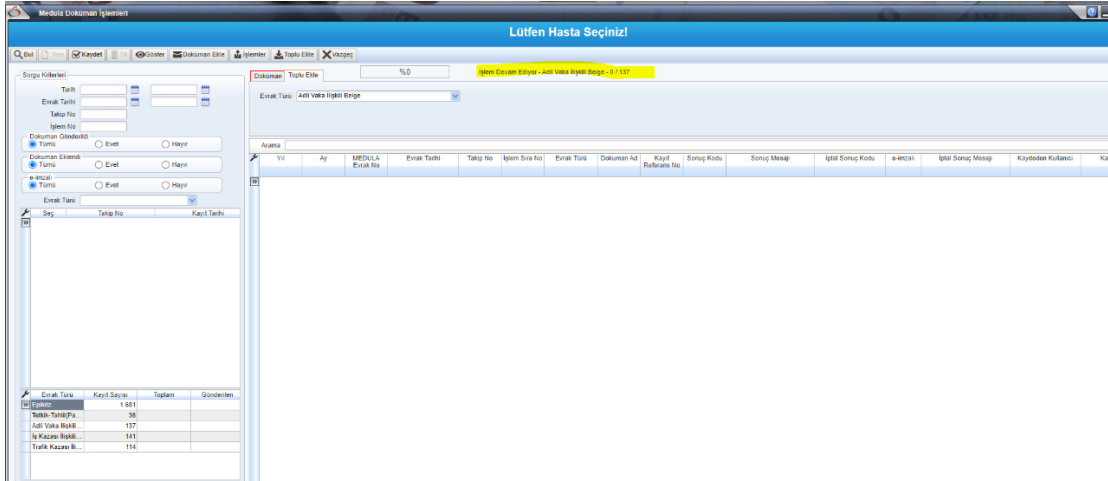 Medula Doküman İşlemleri
Lütfen Hasta Seçiniz!
Bul Yeni Kaydet Sil Göster Doküman Ekle İşlemler Toplu Ekle Vazgeç
Sorgu Kriterleri
Tarih
Evrak Tarihi
Takip No
İşlem No
Doküman Gönderildi
Tümü Evet Hayır
Doküman Eklendi
Tümü Evet Hayır
e-imzalı
Tümü Evet Hayır
Evrak Türü
Seç Takip No Kayıt Tarihi
Evrak Türü Kayıt Sayısı Toplam Gönderilen
Epikriz 1.681
Tetkik-Tahlil(Pa... 36
Adli Vaka İlişkili... 137
İş Kazası İlişkili... 141
Trafik Kazası İli... 114
Doküman Toplu Ekle %0 İşlem Devam Ediyor - Adli Vaka İlişkili Belge - 0 / 137
Evrak Türü Adli Vaka İlişkili Belge
Arama
Yıl Ay MEDULA Evrak No Evrak Tarihi Takip No İşlem Sıra No Evrak Türü Doküman Ad Kayıt Referans No Sonuç Kodu Sonuç Mesajı İptal Sonuç Kodu e-imzalı İptal Sonuç Mesajı Kaydeden Kullanıcı Ka